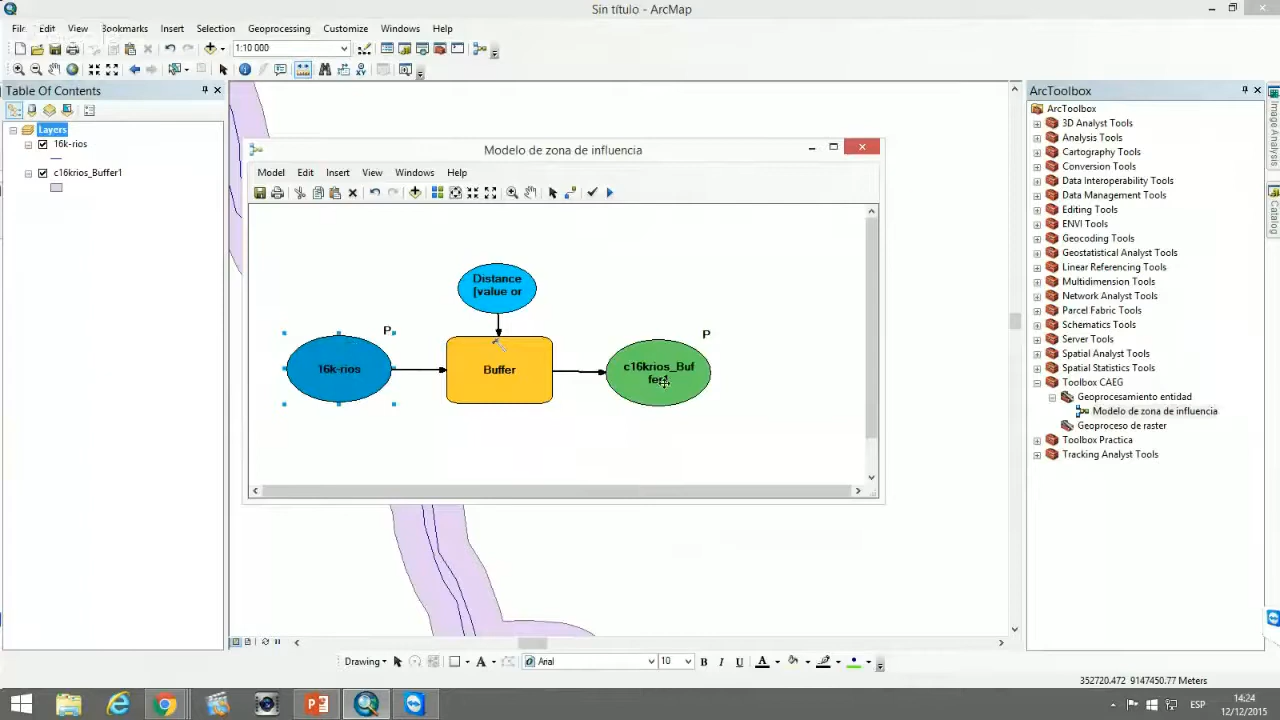 Sin título - ArcMap
File Edit View Bookmarks Insert Selection Geoprocessing Customize Windows Help
1:10 000
Table Of Contents
Layers
16k-rios
c16krios_Buffer1
Modelo de zona de influencia
Model Edit Insert View Windows Help
Distance
[value or
P
P
16k-rios
Buffer
c16krios_Buf
fer1
ArcToolbox
ArcToolbox
3D Analyst Tools
Analysis Tools
Cartography Tools
Conversion Tools
Data Interoperability Tools
Data Management Tools
Editing Tools
ENVI Tools
Geocoding Tools
Geostatistical Analyst Tools
Linear Referencing Tools
Multidimension Tools
Network Analyst Tools
Parcel Fabric Tools
Schematics Tools
Server Tools
Spatial Analyst Tools
Spatial Statistics Tools
Toolbox CAEG
Geoprocesamiento entidad
Modelo de zona de influencia
Geoproceso de raster
Toolbox Practica
Tracking Analyst Tools
Image Analysis
Catalog
Drawing A Arial 10 B I U A
352720.472 9147450.77 Meters
ESP
14:24
12/12/2015